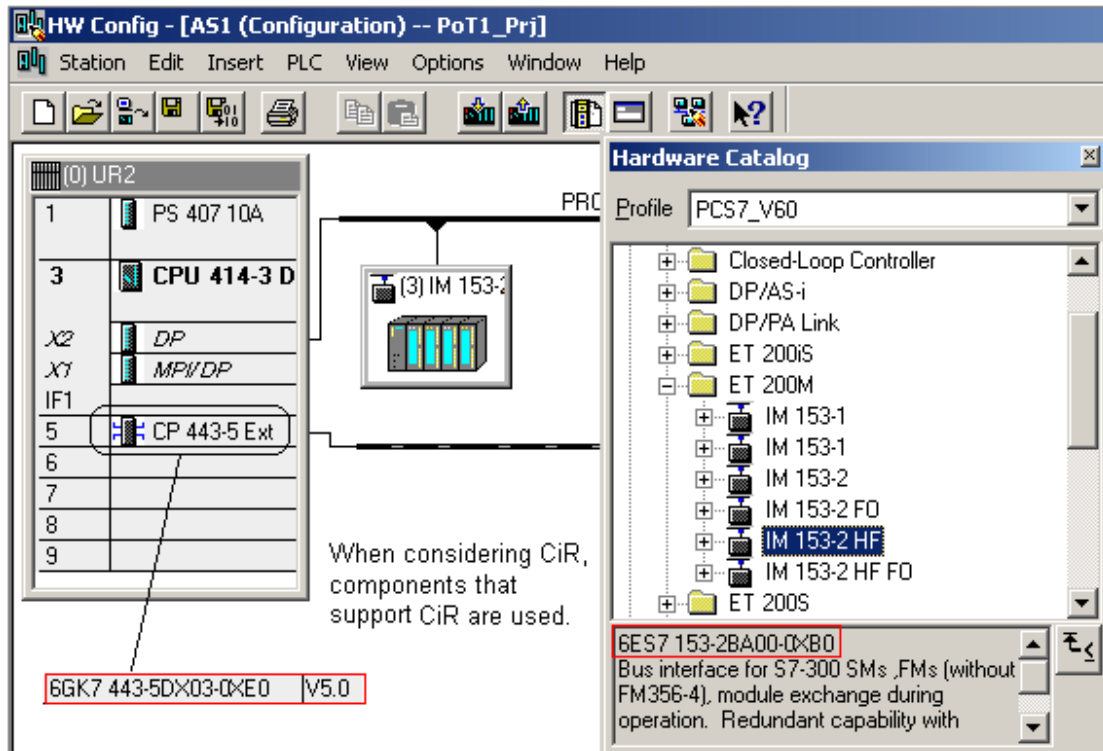 HW Config - [AS1 (Configuration) -- PoT1_Prj]
Station Edit Insert PLC View Options Window Help
(0) UR2
1 PS 407 10A
3 CPU 414-3 D
X2 DP
X1 MPI/DP
IF1
5 CP 443-5 Ext
6
7
8
9
PRO
(3) IM 153-2
When considering CiR,
components that
support CiR are used.
6GK7 443-5DX03-0XE0 V5.0
Hardware Catalog
Profile PCS7_V60
Closed-Loop Controller
DP/AS-i
DP/PA Link
ET 200iS
ET 200M
IM 153-1
IM 153-1
IM 153-2
IM 153-2 FO
IM 153-2 HF
IM 153-2 HF FO
ET 200S
6ES7 153-2BA00-0XB0
Bus interface for S7-300 SMs ,FMs (without
FM356-4), module exchange during
operation. Redundant capability with